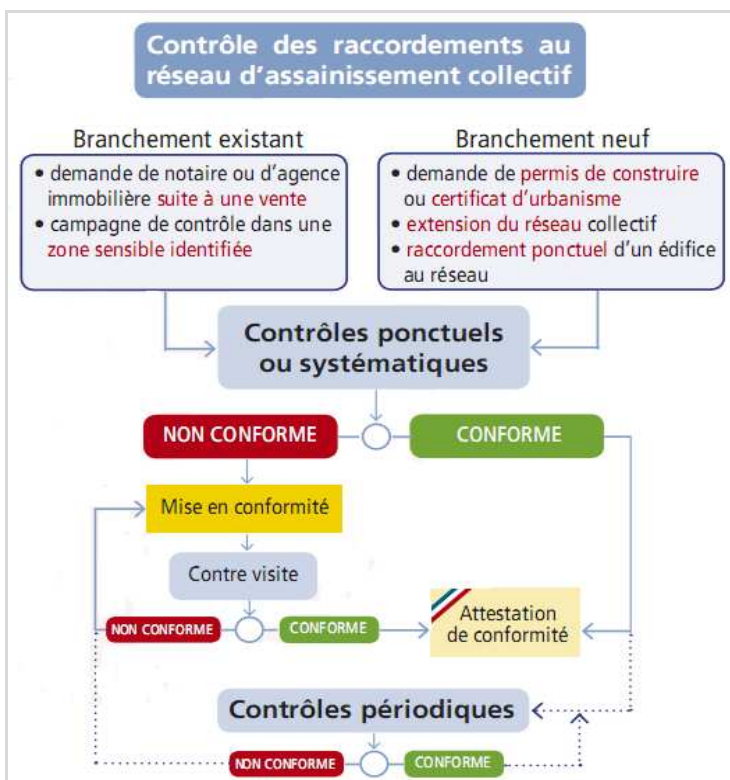 Contrôle des raccordements au
réseau d'assainissement collectif
Branchement existant
• demande de notaire ou d'agence
immobilière suite à une vente
• campagne de contrôle dans une
zone sensible identifiée
Branchement neuf
• demande de permis de construire
ou certificat d'urbanisme
• extension du réseau collectif
• raccordement ponctuel d'un édifice
au réseau
Contrôles ponctuels
ou systématiques
NON CONFORME
CONFORME
Mise en conformité
Contre visite
NON CONFORME
CONFORME
Attestation
de conformité
Contrôles périodiques
NON CONFORME
CONFORME